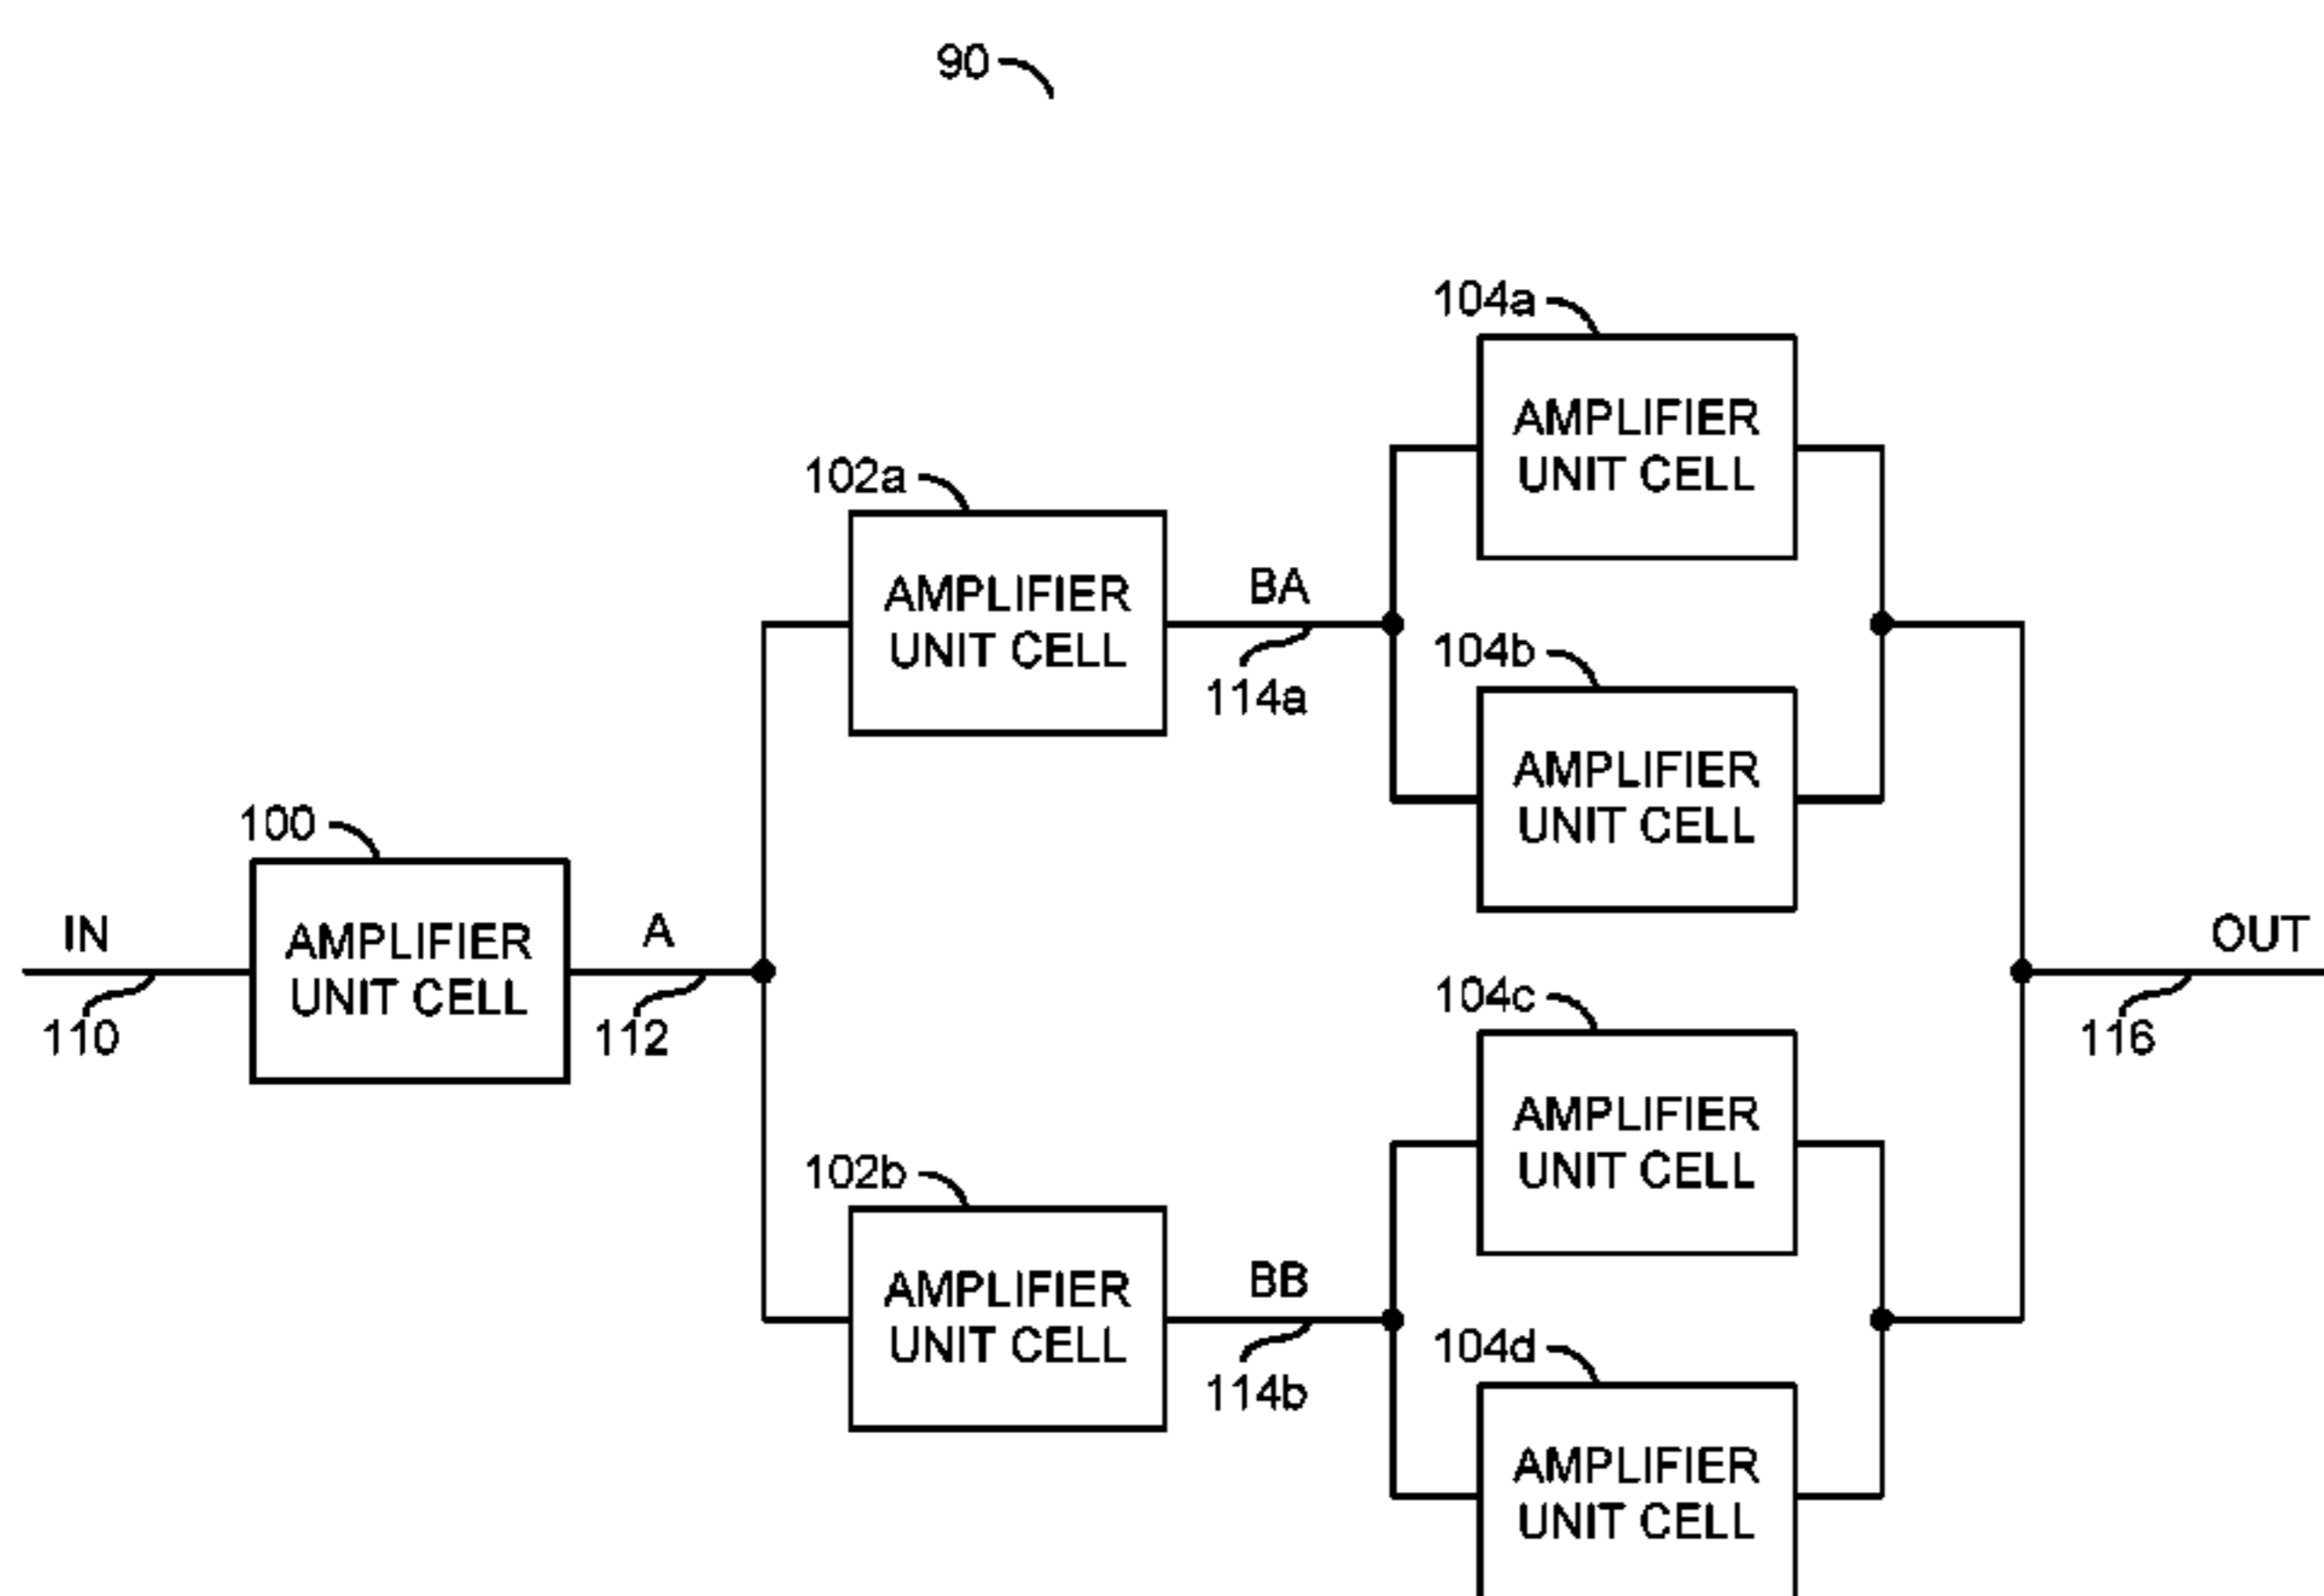 90
104a
AMPLIFIER
UNIT CELL
102a
AMPLIFIER
UNIT CELL
BA
114a
104b
AMPLIFIER
UNIT CELL
100
IN
110
AMPLIFIER
UNIT CELL
A
112
104c
AMPLIFIER
UNIT CELL
OUT
116
102b
AMPLIFIER
UNIT CELL
BB
114b
104d
AMPLIFIER
UNIT CELL